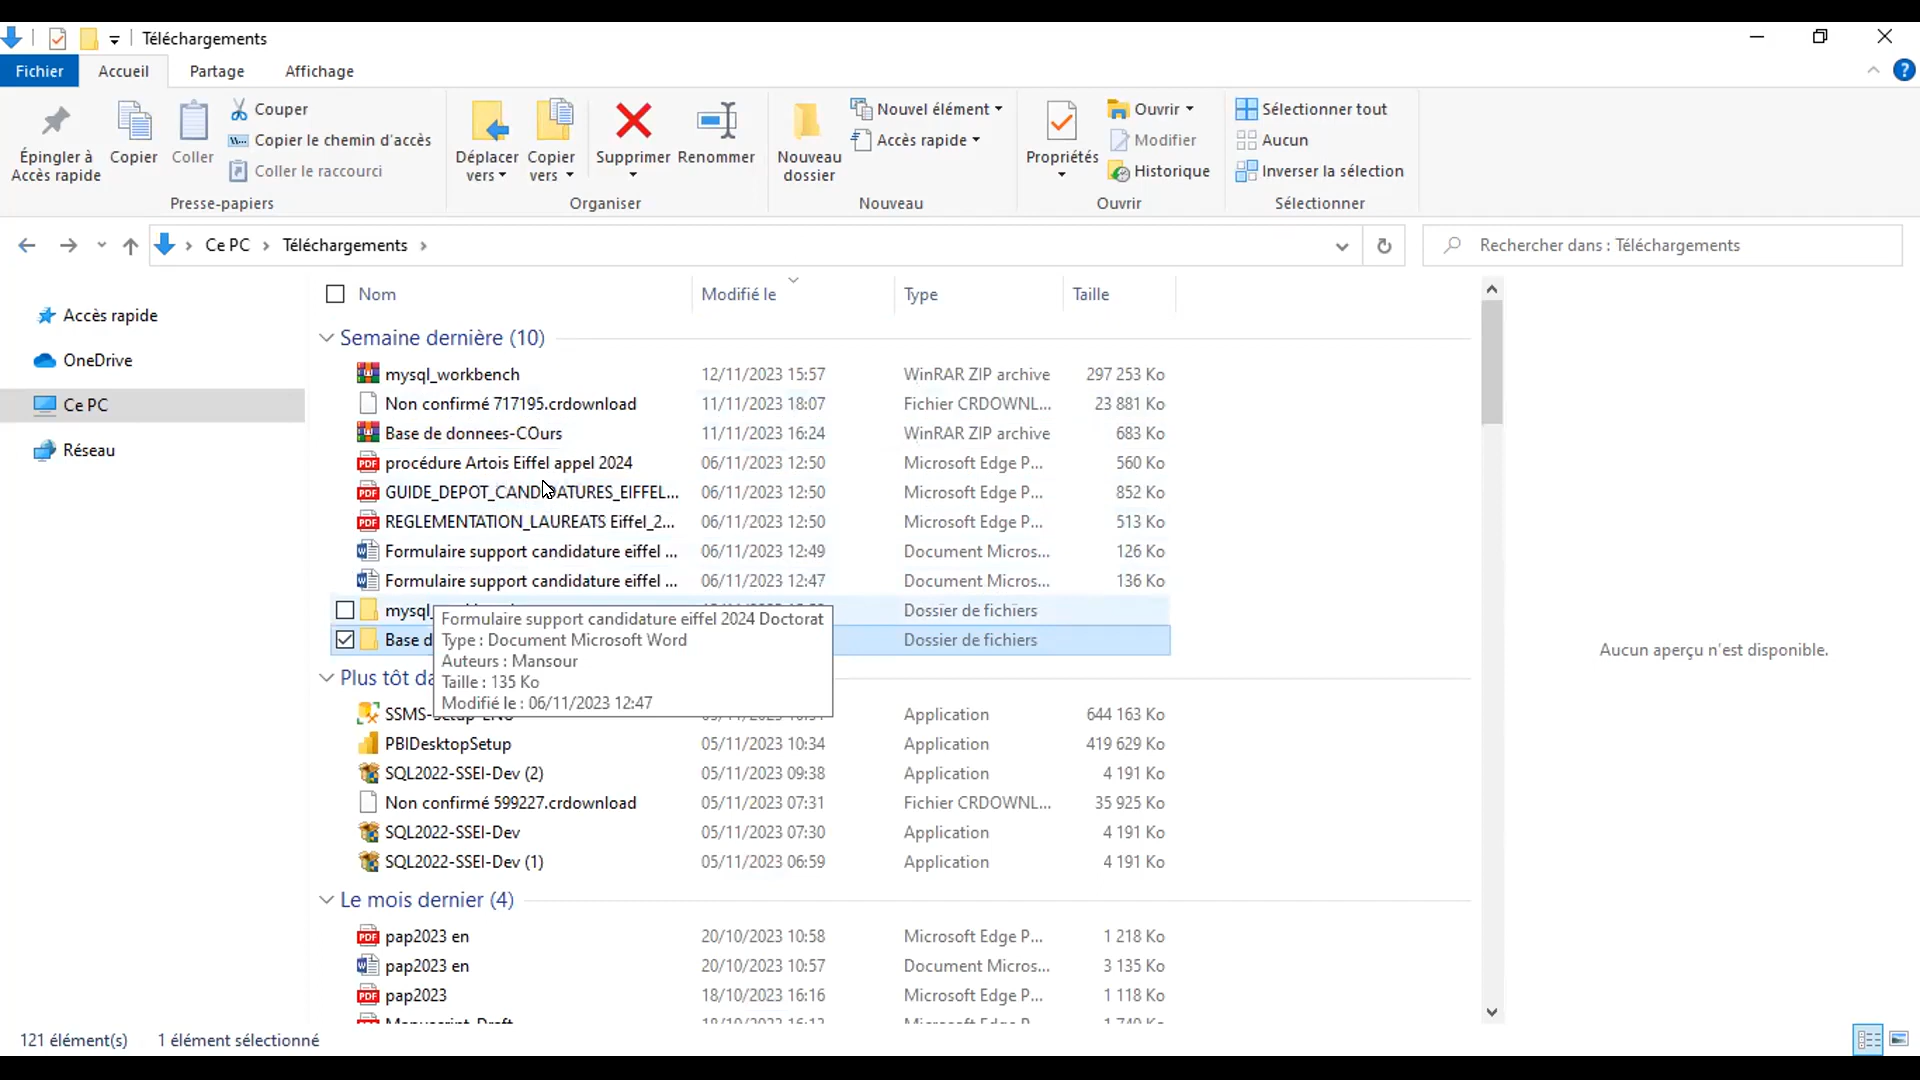 Téléchargements
Fichier Accueil Partage Affichage
Épingler à Accès rapide
Copier
Coller
Couper
Copier le chemin d'accès
Coller le raccourci
Presse-papiers
Déplacer vers
Copier vers
Supprimer
Renommer
Organiser
Nouveau dossier
Nouvel élément
Accès rapide
Nouveau
Propriétés
Ouvrir
Modifier
Historique
Ouvrir
Sélectionner tout
Aucun
Inverser la sélection
Sélectionner
Ce PC > Téléchargements >
Rechercher dans : Téléchargements
Accès rapide
OneDrive
Ce PC
Réseau
Nom Modifié le Type Taille
Semaine dernière (10)
mysql_workbench 12/11/2023 15:57 WinRAR ZIP archive 297 253 Ko
Non confirmé 717195.crdownload 11/11/2023 18:07 Fichier CRDOWNL... 23 881 Ko
Base de donnees-COurs 11/11/2023 16:24 WinRAR ZIP archive 683 Ko
procédure Artois Eiffel appel 2024 06/11/2023 12:50 Microsoft Edge P... 560 Ko
GUIDE_DEPOT_CANDIDATURES_EIFFEL... 06/11/2023 12:50 Microsoft Edge P... 852 Ko
REGLEMENTATION_LAUREATS Eiffel_2... 06/11/2023 12:50 Microsoft Edge P... 513 Ko
Formulaire support candidature eiffel ... 06/11/2023 12:49 Document Micros... 126 Ko
Formulaire support candidature eiffel ... 06/11/2023 12:47 Document Micros... 136 Ko
mysql_ Dossier de fichiers
Base d Dossier de fichiers
Formulaire support candidature eiffel 2024 Doctorat
Type : Document Microsoft Word
Auteurs : Mansour
Taille : 135 Ko
Modifié le : 06/11/2023 12:47
Plus tôt da
SSMS- Application 644 163 Ko
PBIDesktopSetup 05/11/2023 10:34 Application 419 629 Ko
SQL2022-SSEI-Dev (2) 05/11/2023 09:38 Application 4 191 Ko
Non confirmé 599227.crdownload 05/11/2023 07:31 Fichier CRDOWNL... 35 925 Ko
SQL2022-SSEI-Dev 05/11/2023 07:30 Application 4 191 Ko
SQL2022-SSEI-Dev (1) 05/11/2023 06:59 Application 4 191 Ko
Le mois dernier (4)
pap2023 en 20/10/2023 10:58 Microsoft Edge P... 1 218 Ko
pap2023 en 20/10/2023 10:57 Document Micros... 3 135 Ko
pap2023 18/10/2023 16:16 Microsoft Edge P... 1 118 Ko
Aucun aperçu n'est disponible.
121 élément(s) 1 élément sélectionné